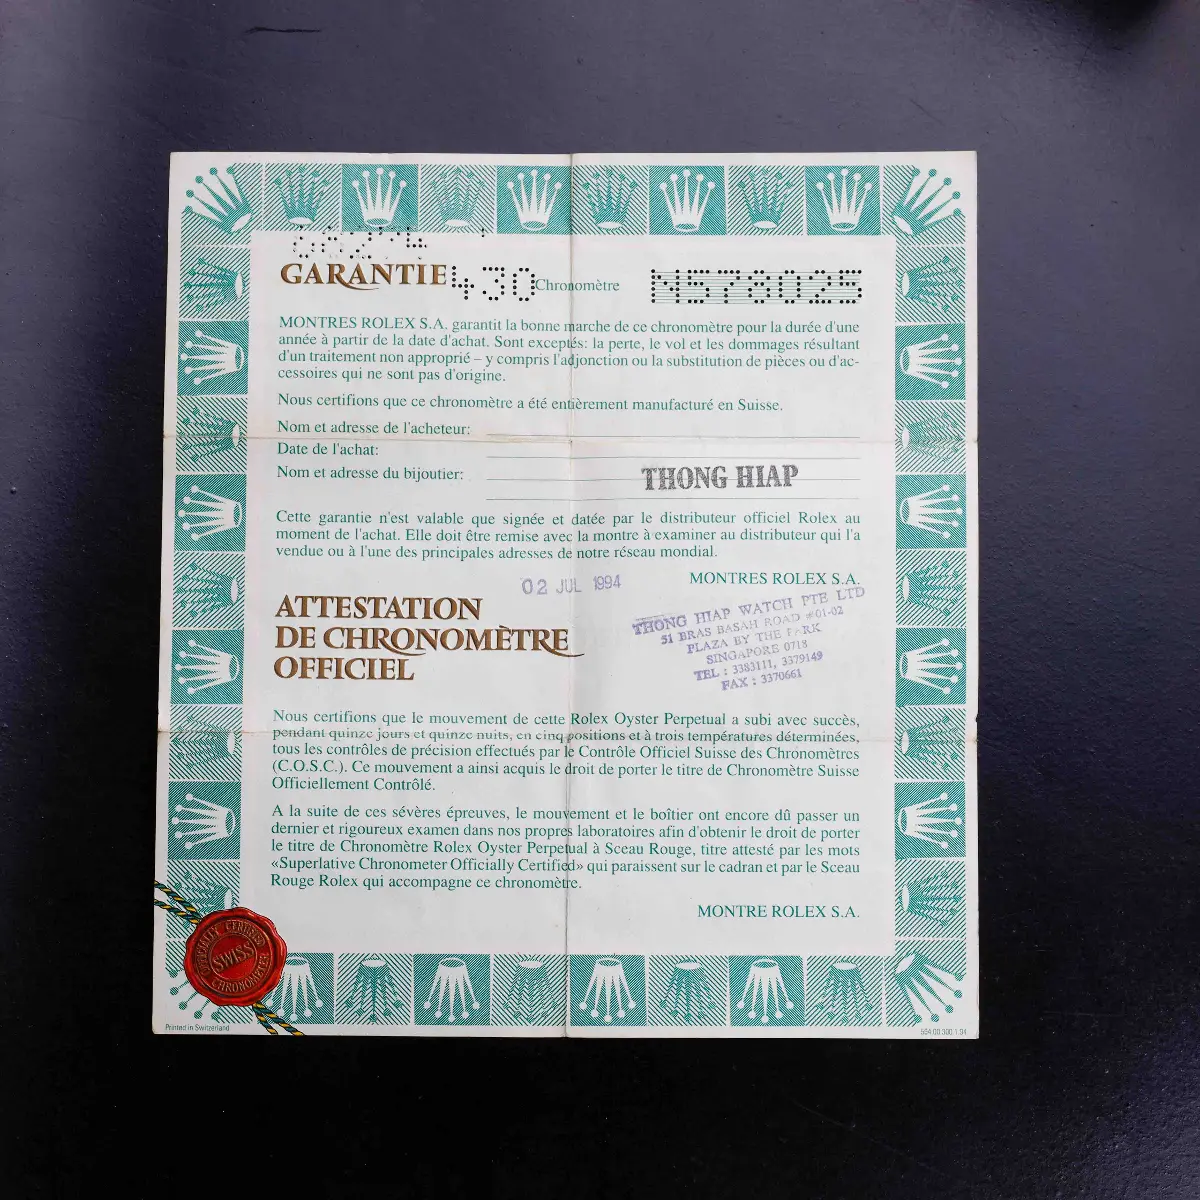 GARANTIE 430 Chronomètre N578025
MONTRES ROLEX S.A. garantit la bonne marche de ce chronomètre pour la durée d'une
année à partir de la date d'achat. Sont exceptés: la perte, le vol et les dommages résultant
d'un traitement non approprié – y compris l'adjonction ou la substitution de pièces ou d'ac-
cessoires qui ne sont pas d'origine.
Nous certifions que ce chronomètre a été entièrement manufacturé en Suisse.
Nom et adresse de l'acheteur:
Date de l'achat:
Nom et adresse du bijoutier: THONG HIAP
Cette garantie n'est valable que signée et datée par le distributeur officiel Rolex au
moment de l'achat. Elle doit être remise avec la montre à examiner au distributeur qui l'a
vendue ou à l'une des principales adresses de notre réseau mondial.
02 JUL 1994 MONTRES ROLEX S.A.
THONG HIAP WATCH PTE LTD
51 BRAS BASAH ROAD #01-02
PLAZA BY THE PARK
SINGAPORE 0718
TEL : 3383111, 3379149
FAX : 3370661
ATTESTATION
DE CHRONOMÈTRE
OFFICIEL
Nous certifions que le mouvement de cette Rolex Oyster Perpetual a subi avec succès,
pendant quinze jours et quinze nuits, en cinq positions et à trois températures déterminées,
tous les contrôles de précision effectués par le Contrôle Officiel Suisse des Chronomètres
(C.O.S.C.). Ce mouvement a ainsi acquis le droit de porter le titre de Chronomètre Suisse
Officiellement Contrôlé.
A la suite de ces sévères épreuves, le mouvement et le boîtier ont encore dû passer un
dernier et rigoureux examen dans nos propres laboratoires afin d'obtenir le droit de porter
le titre de Chronomètre Rolex Oyster Perpetual à Sceau Rouge, titre attesté par les mots
«Superlative Chronometer Officially Certified» qui paraissent sur le cadran et par le Sceau
Rouge Rolex qui accompagne ce chronomètre.
MONTRE ROLEX S.A.
OFFICIALLY CERTIFIED
SWISS
CHRONOMETER
Printed in Switzerland
564.00.300.1.94